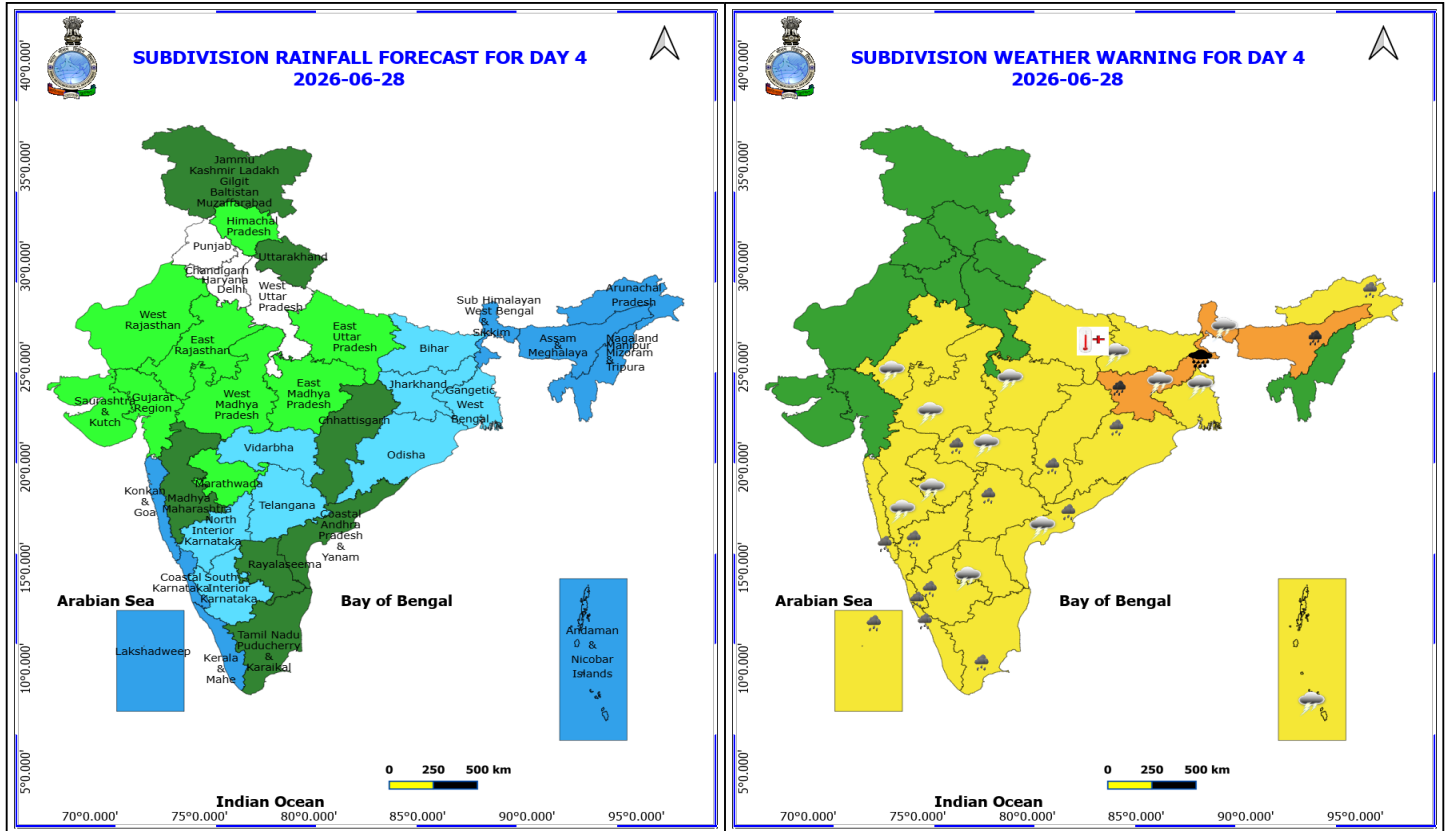 SUBDIVISION RAINFALL FORECAST FOR DAY 4
2026-06-28
40°0.000'
35°0.000'
30°0.000'
25°0.000'
20°0.000'
15°0.000'
10°0.000'
5°0.000'
Jammu
Kashmir Ladakh
Gilgit
Baltistan
Muzaffarabad
Himachal
Pradesh
Punjab
Uttarakhand
Chandigarh
Haryana
Delhi
West
Uttar
Pradesh
West
Rajasthan
East
Rajasthan
East
Uttar
Pradesh
Sub Himalayan
West Bengal
&
Sikkim
Arunachal
Pradesh
Assam
&
Meghalaya
Nagaland
Manipur
Mizoram
&
Tripura
Bihar
Jharkhand
Gangetic
West
Bengal
Saurashtra
&
Kutch
Gujarat
Region
West
Madhya
Pradesh
East
Madhya
Pradesh
Chhattisgarh
Odisha
Vidarbha
Konkan
&
Goa
Madhya
Maharashtra
Marathwada
Telangana
North
Interior
Karnataka
Coastal
Andhra
Pradesh
&
Yanam
Rayalaseema
Coastal
Karnataka
South
Interior
Karnataka
Arabian Sea
Bay of Bengal
Lakshadweep
Kerala
&
Mahe
Tamil Nadu
Puducherry
&
Karaikal
Andaman
&
Nicobar
Islands
0 250 500 km
Indian Ocean
70°0.000' 75°0.000' 80°0.000' 85°0.000' 90°0.000' 95°0.000'
SUBDIVISION WEATHER WARNING FOR DAY 4
2026-06-28
40°0.000'
35°0.000'
30°0.000'
25°0.000'
20°0.000'
15°0.000'
10°0.000'
5°0.000'
Arabian Sea
Bay of Bengal
0 250 500 km
Indian Ocean
70°0.000' 75°0.000' 80°0.000' 85°0.000' 90°0.000' 95°0.000'